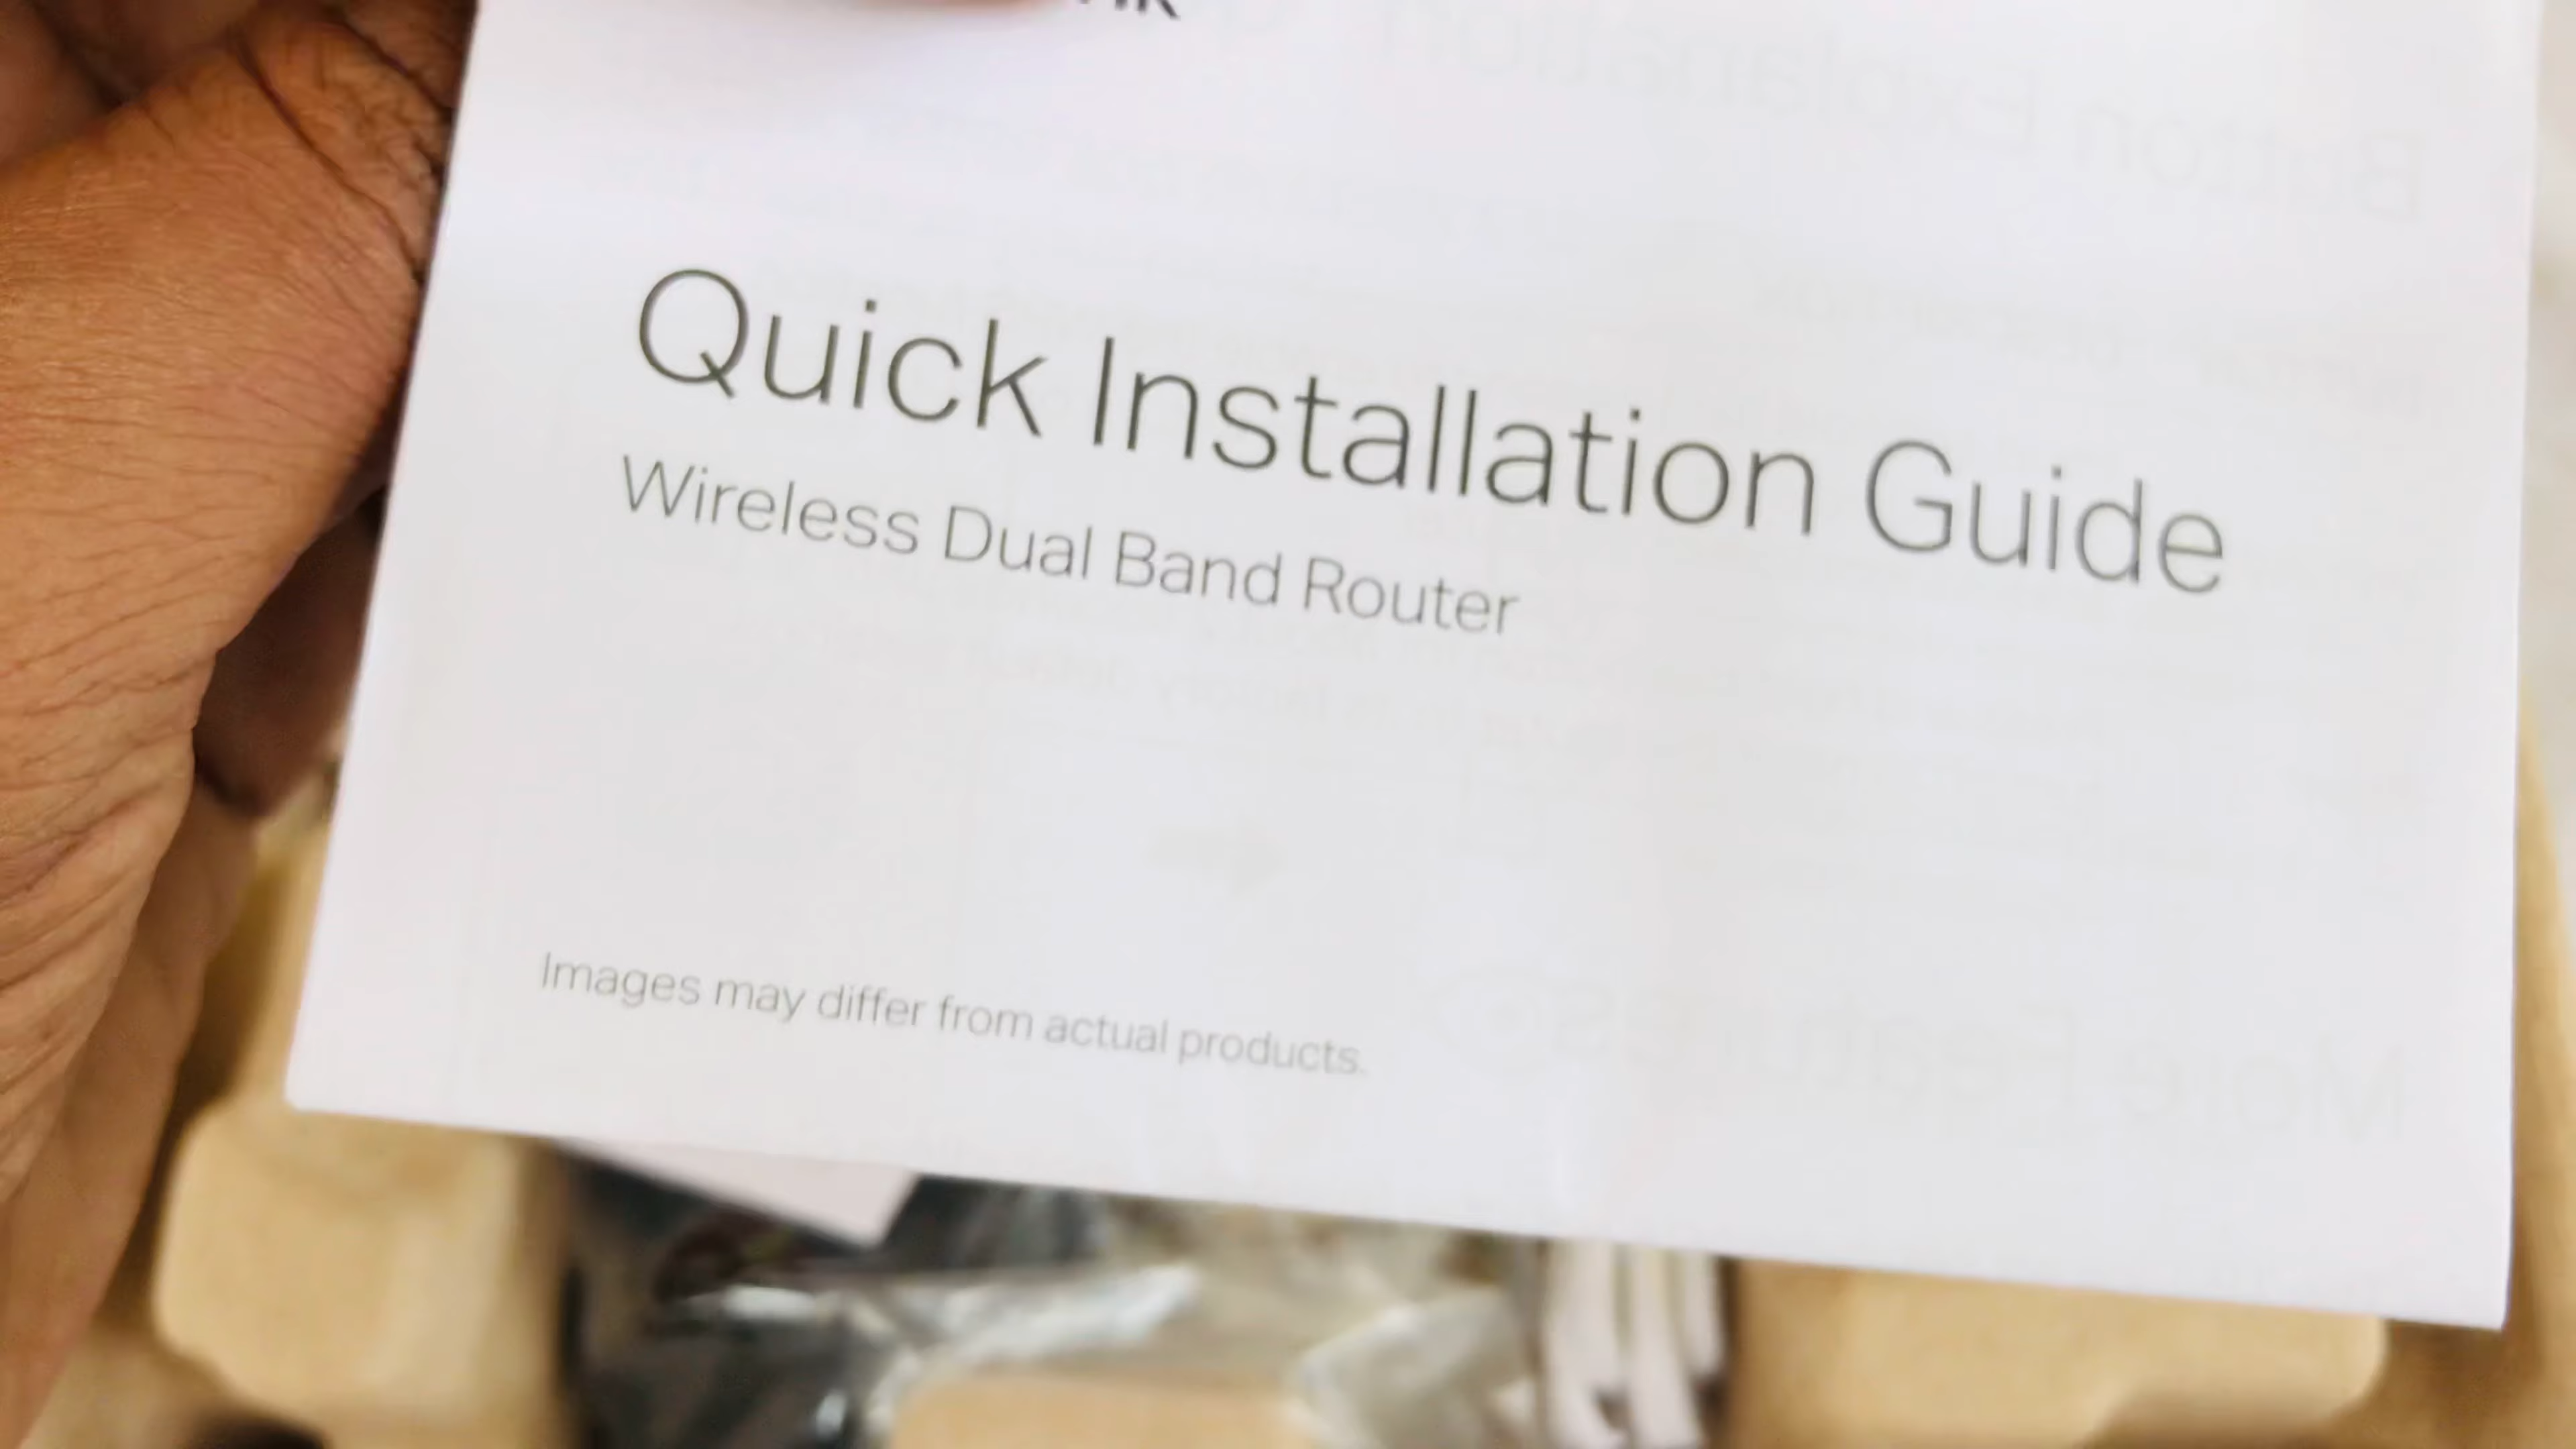 Quick Installation Guide
Wireless Dual Band Router
Images may differ from actual products.